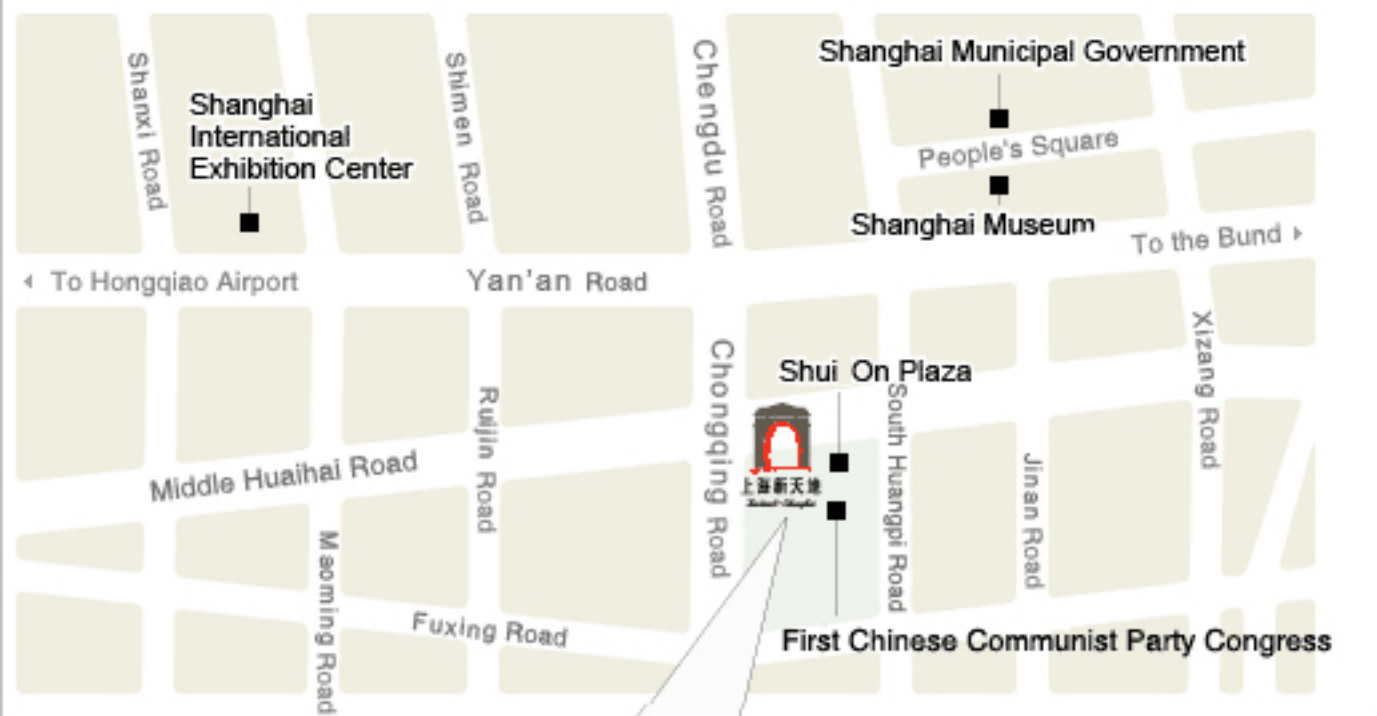 Shanxi Road
Shanghai
International
Exhibition Center
Shimen Road
Chengdu Road
Shanghai Municipal Government
People's Square
Shanghai Museum
To the Bund
To Hongqiao Airport
Yan'an Road
Xizang Road
Chongqing Road
Shui On Plaza
South Huangpi Road
Ruijin Road
Middle Huaihai Road
上海新天地
Jinan Road
Maoming Road
Fuxing Road
First Chinese Communist Party Congress